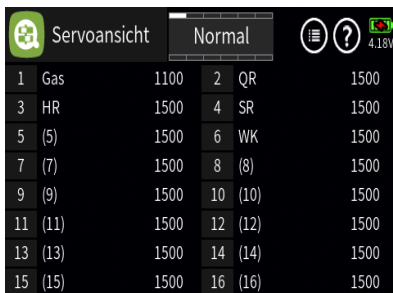 Servoansicht Normal 4.18V
1 Gas 1100 2 QR 1500
3 HR 1500 4 SR 1500
5 (5) 1500 6 WK 1500
7 (7) 1500 8 (8) 1500
9 (9) 1500 10 (10) 1500
11 (11) 1500 12 (12) 1500
13 (13) 1500 14 (14) 1500
15 (15) 1500 16 (16) 1500